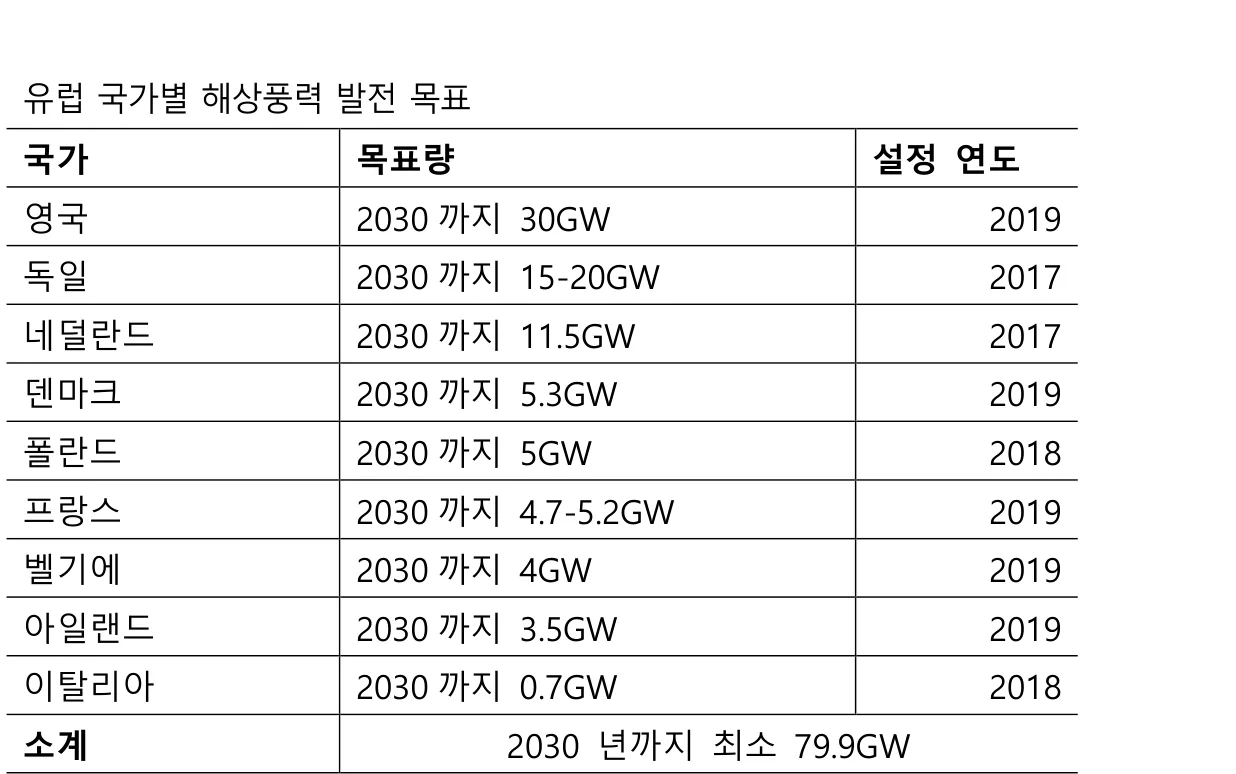 유럽 국가별 해상풍력 발전 목표
국가 목표량 설정 연도
영국 2030 까지 30GW 2019
독일 2030 까지 15-20GW 2017
네덜란드 2030 까지 11.5GW 2017
덴마크 2030 까지 5.3GW 2019
폴란드 2030 까지 5GW 2018
프랑스 2030 까지 4.7-5.2GW 2019
벨기에 2030 까지 4GW 2019
아일랜드 2030 까지 3.5GW 2019
이탈리아 2030 까지 0.7GW 2018
소계 2030 년까지 최소 79.9GW